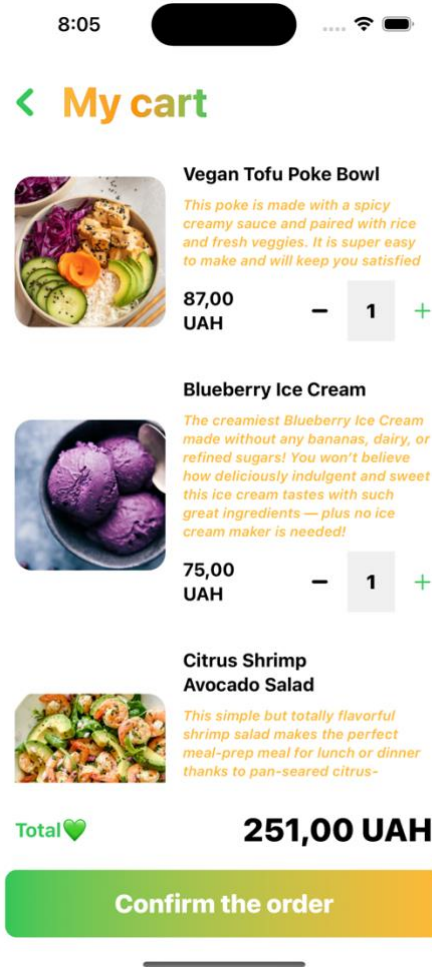 8:05
My cart
Vegan Tofu Poke Bowl
This poke is made with a spicy
creamy sauce and paired with rice
and fresh veggies. It is super easy
to make and will keep you satisfied
87,00
UAH
− 1 +
Blueberry Ice Cream
The creamiest Blueberry Ice Cream
made without any bananas, dairy, or
refined sugars! You won't believe
how deliciously indulgent and sweet
this ice cream tastes with such
great ingredients — plus no ice
cream maker is needed!
75,00
UAH
− 1 +
Citrus Shrimp
Avocado Salad
This simple but totally flavorful
shrimp salad makes the perfect
meal-prep meal for lunch or dinner
thanks to pan-seared citrus-
Total💚 251,00 UAH
Confirm the order